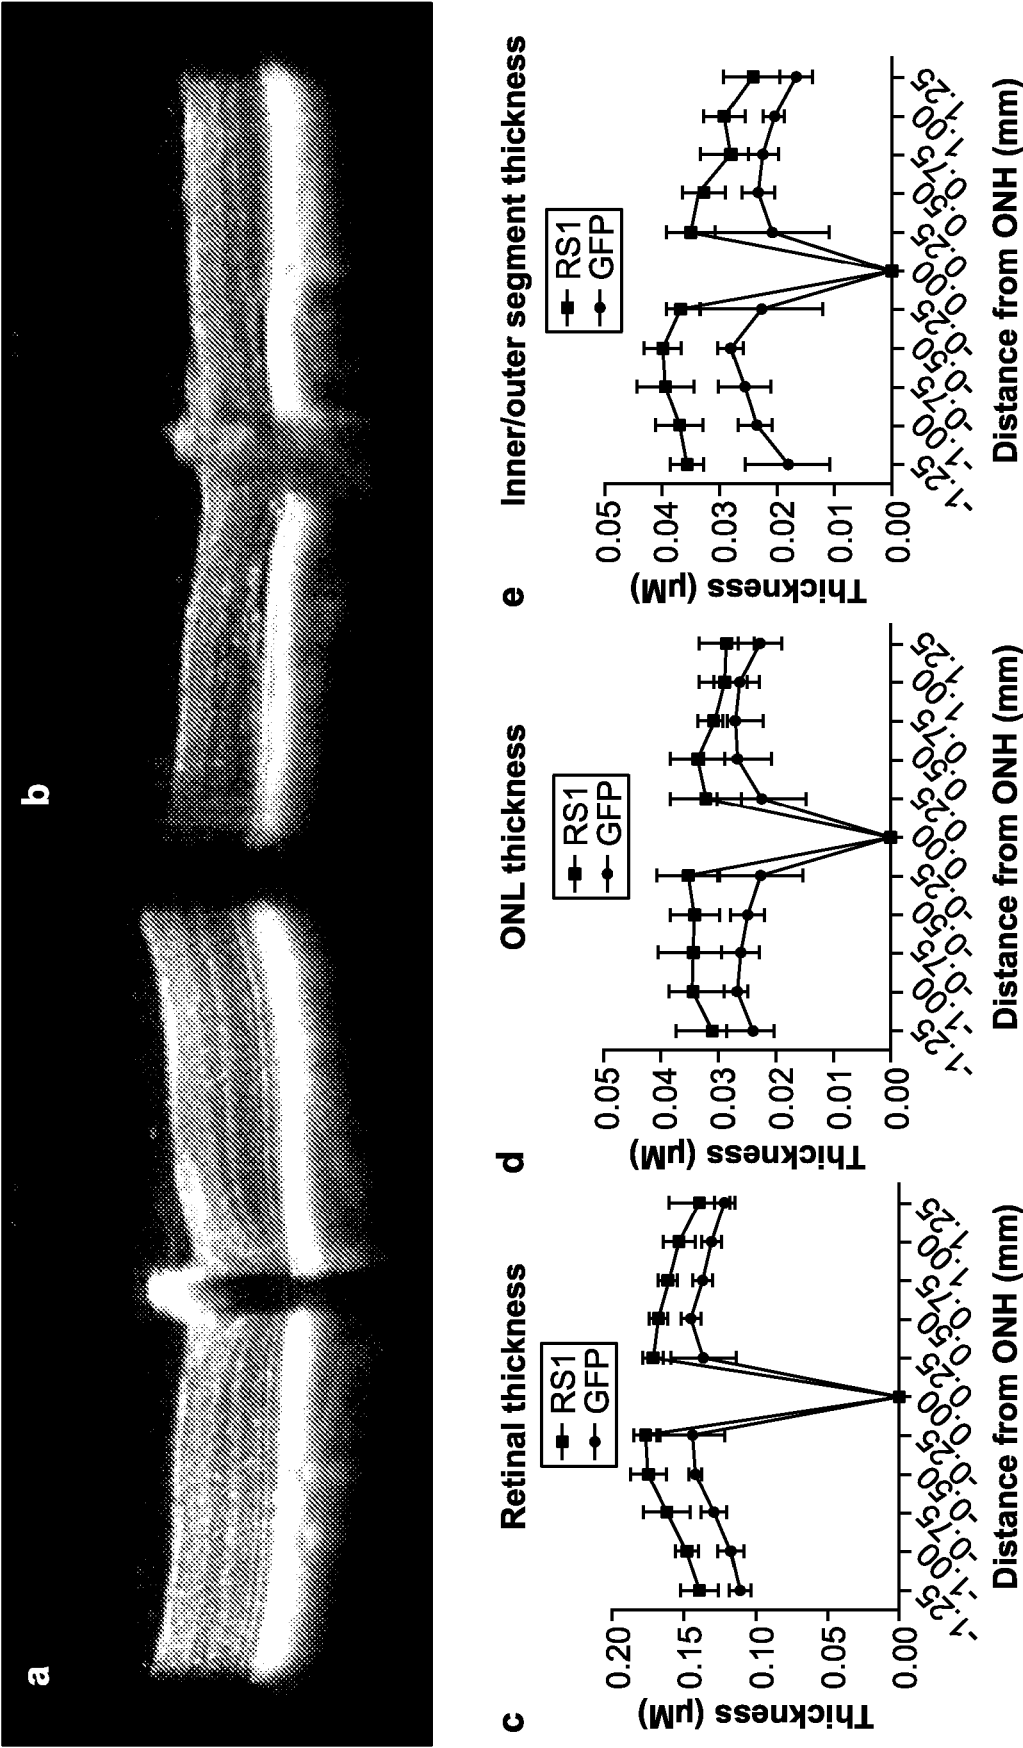 a
b
c
Retinal thickness
RS1
GFP
Thickness (µM)
0.20
0.15
0.10
0.05
0.00
-1.25
-1.00
-0.75
-0.50
-0.25
0.00
0.25
0.50
0.75
1.00
1.25
Distance from ONH (mm)
d
ONL thickness
RS1
GFP
Thickness (µM)
0.05
0.04
0.03
0.02
0.01
0.00
-1.25
-1.00
-0.75
-0.50
-0.25
0.00
0.25
0.50
0.75
1.00
1.25
Distance from ONH (mm)
e
Inner/outer segment thickness
RS1
GFP
Thickness (µM)
0.05
0.04
0.03
0.02
0.01
0.00
-1.25
-1.00
-0.75
-0.50
-0.25
0.00
0.25
0.50
0.75
1.00
1.25
Distance from ONH (mm)